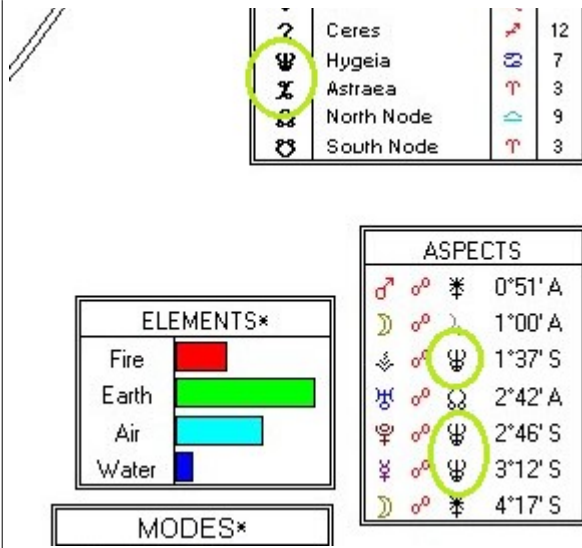 Ceres ♐ 12
Hygeia ♋ 7
Astraea ♈ 3
☊ North Node ♎ 9
☋ South Node ♈ 3
ASPECTS
♂ ☍ 0°51' A
☽ ☍ 1°00' A
☍ 1°37' S
♅ ☍ ☊ 2°42' A
☍ 2°46' S
☿ ☍ 3°12' S
☽ ☍ 4°17' S
ELEMENTS*
Fire
Earth
Air
Water
MODES*